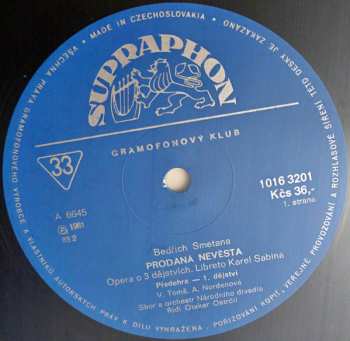 • MADE IN CZECHOSLOVAKIA •
VŠECHNA PRÁVA GRAMOFONOVÉHO VÝROBCE A VLASTNÍKŮ AUTORSKÝCH PRÁV K DÍLU VYHRAŽENA. POŘIZOVÁNÍ KOPIÍ, VEŘEJNÉ PROVOZOVÁNÍ A ROZHLASOVÉ ŠÍŘENÍ TÉTO DESKY JE ZAKÁZÁNO
SUPRAPHON
GRAMOFONOVÝ KLUB
33
1016 3201
Kčs 36,-
1. strana
A 6645
Ⓟ 1981
S
Bedřich Smetana
PRODANÁ NEVĚSTA
Opera o 3 dějstvích. Libreto Karel Sabina
Předehra — 1. dějství
V. Tomš, A. Nordenová
Sbor a orchestr Národního divadla
Řídí Otakar Ostrčil